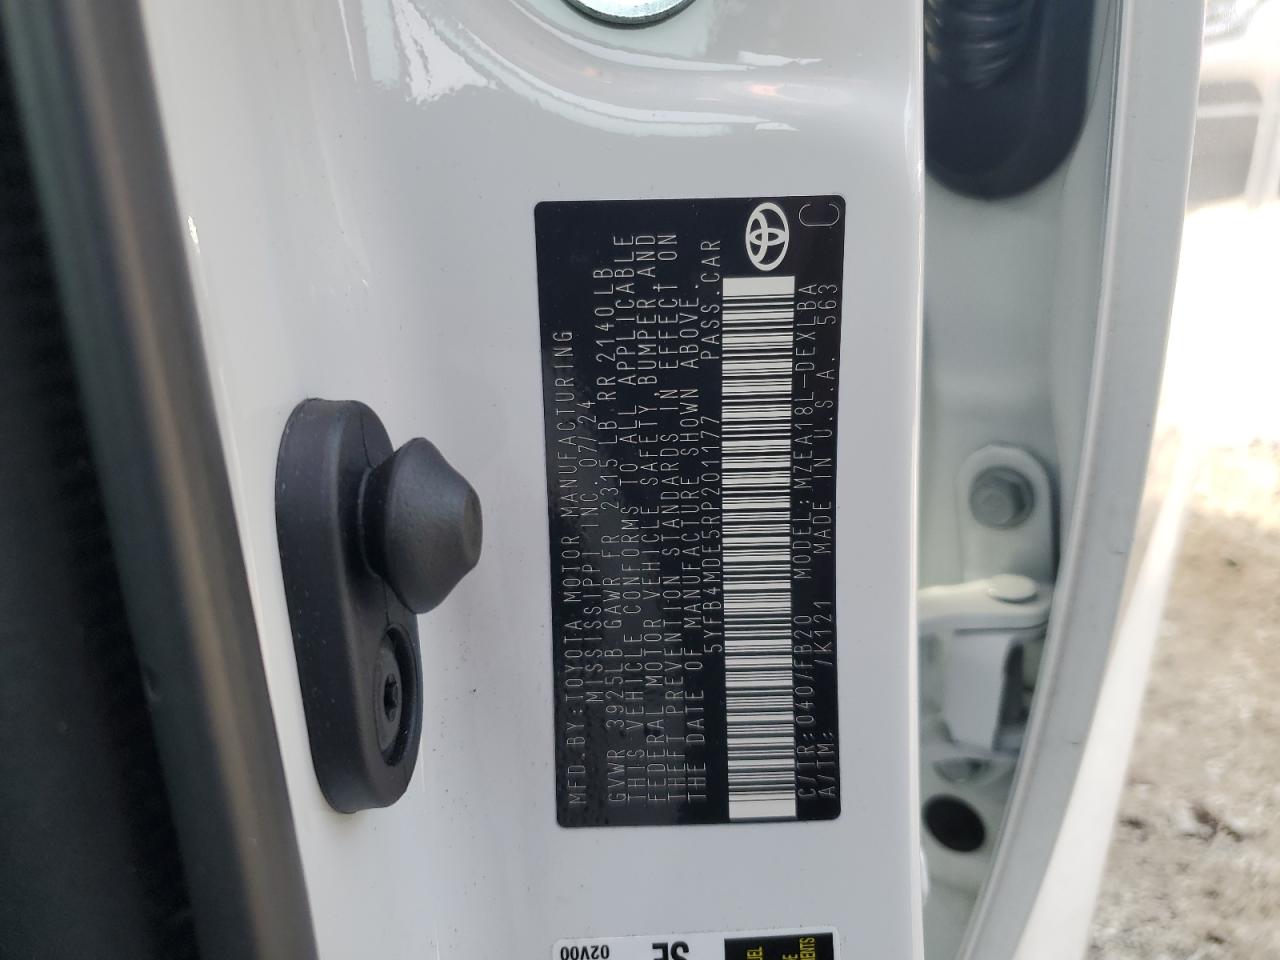 MFD.BY:TOYOTA MOTOR MANUFACTURING
MISSISSIPPI INC. 07/24
GVWR 3925LB GAWR FR 2315LB RR 2140LB
THIS VEHICLE CONFORMS TO ALL APPLICABLE
FEDERAL MOTOR VEHICLE SAFETY, BUMPER, AND
THEFT PREVENTION STANDARDS IN EFFECT ON
THE DATE OF MANUFACTURE SHOWN ABOVE.
5YFB4MDE5RP201177 PASS.CAR
C/TR:040/FB20 MODEL:MZEA18L-DEXLBA
A/TM: /K121 MADE IN U.S.A. 563
C
02V00